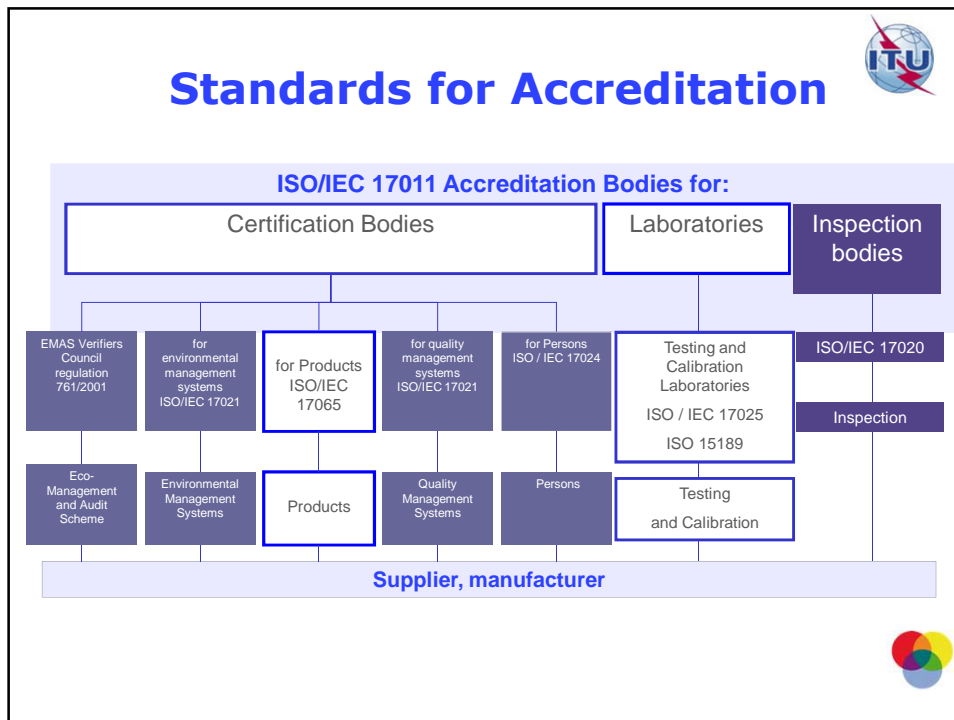 ITU
Standards for Accreditation
ISO/IEC 17011 Accreditation Bodies for:
Certification Bodies
Laboratories
Inspection
bodies
EMAS Verifiers
Council
regulation
761/2001
for
environmental
management
systems
ISO/IEC 17021
for Products
ISO/IEC
17065
for quality
management
systems
ISO/IEC 17021
for Persons
ISO / IEC 17024
Testing and
Calibration
Laboratories
ISO / IEC 17025
ISO 15189
ISO/IEC 17020
Inspection
Eco-
Management
and Audit
Scheme
Environmental
Management
Systems
Products
Quality
Management
Systems
Persons
Testing
and Calibration
Supplier, manufacturer